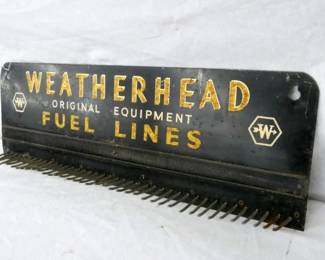 WEATHERHEAD
ORIGINAL EQUIPMENT
FUEL LINES
W W